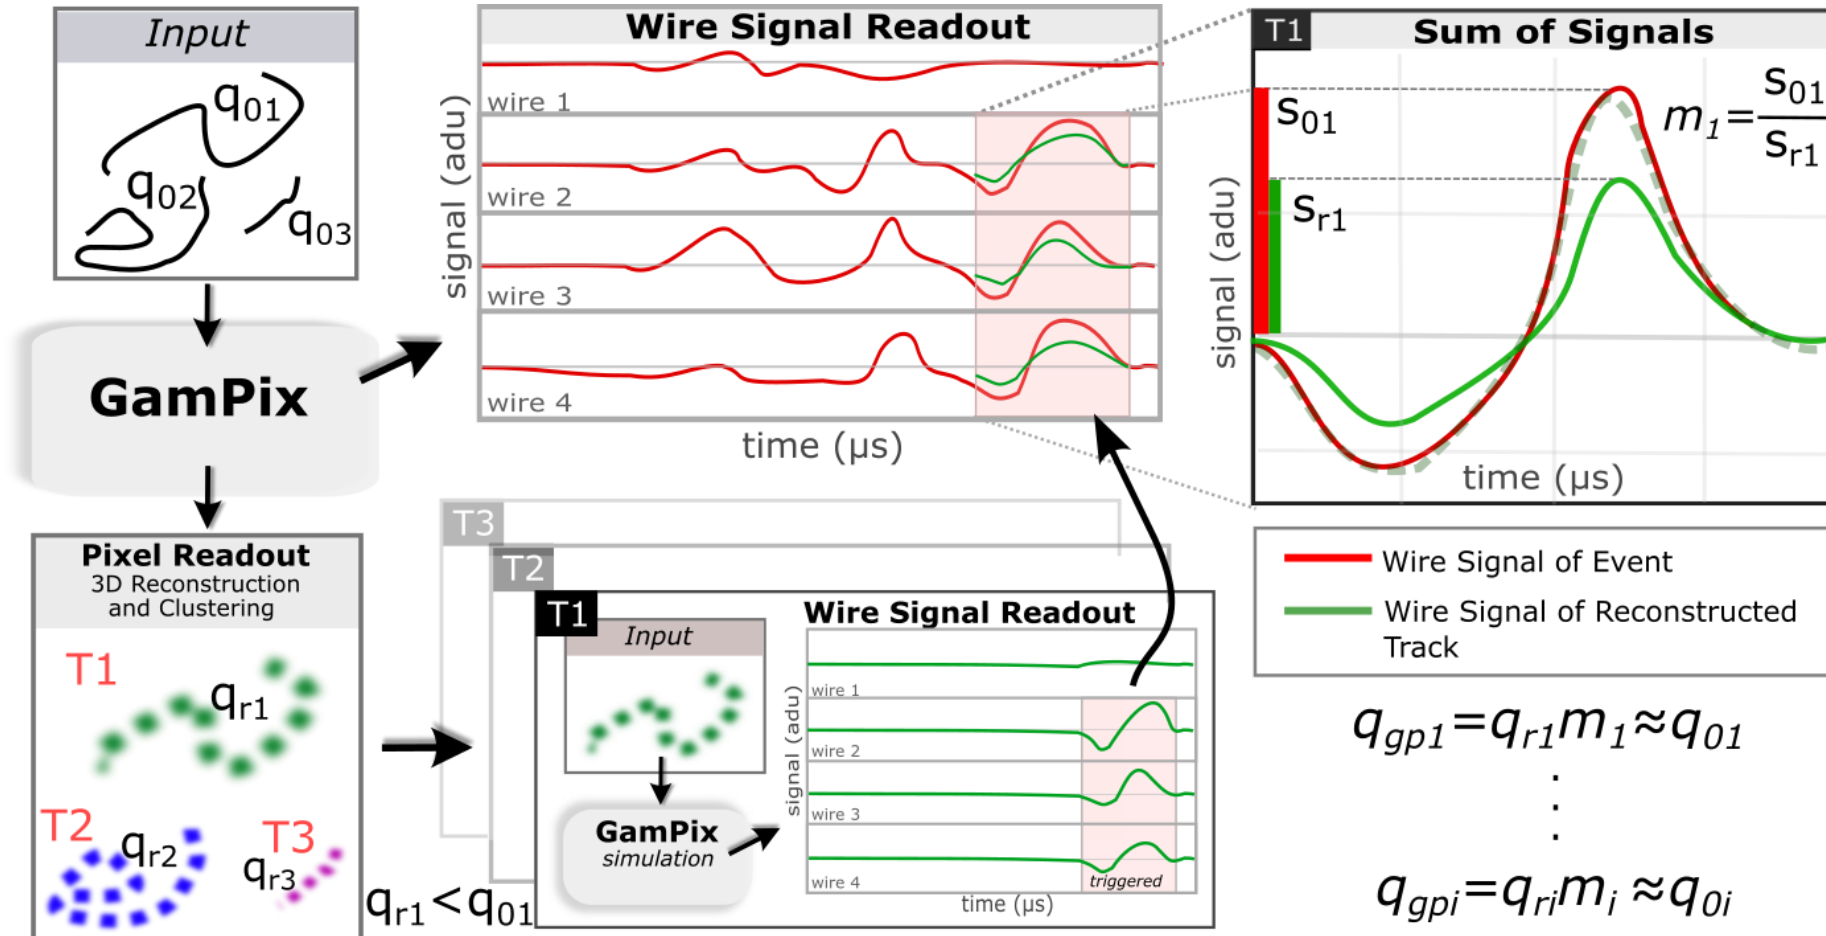 Input
q01
q02
q03
GamPix
Pixel Readout
3D Reconstruction
and Clustering
T1
qr1
T2
qr2
T3
qr3
qr1<q01
Wire Signal Readout
signal (adu)
wire 1
wire 2
wire 3
wire 4
time (µs)
T3
T2
T1
Input
GamPix
simulation
Wire Signal Readout
signal (adu)
wire 1
wire 2
wire 3
wire 4
triggered
time (µs)
T1
Sum of Signals
signal (adu)
S01
Sr1
m1=S01/Sr1
time (µs)
Wire Signal of Event
Wire Signal of Reconstructed
Track
qgp1=qr1m1≈q01
.
.
.
qgpi=qrimi≈q0i